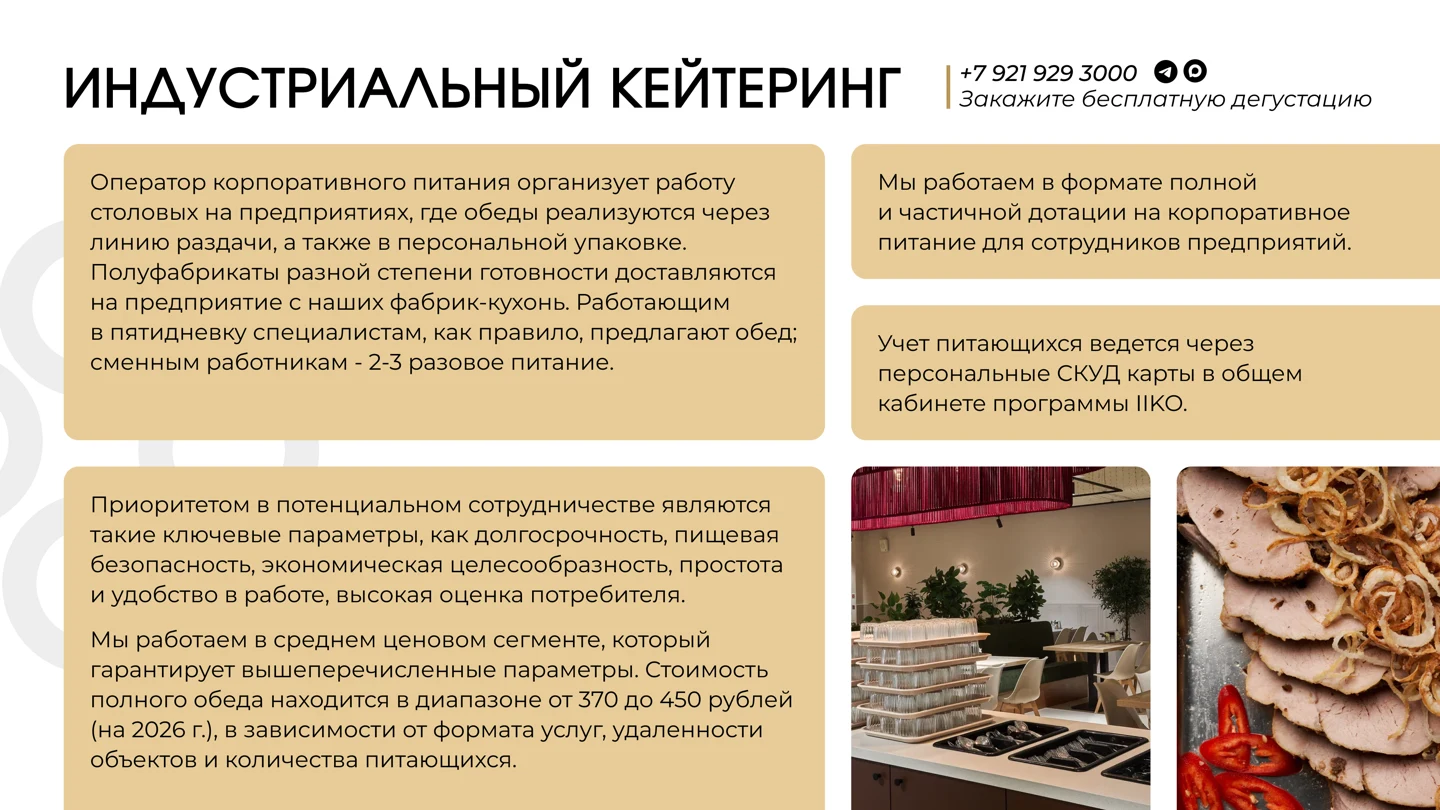 ИНДУСТРИАЛЬНЫЙ КЕЙТЕРИНГ
+7 921 929 3000
Закажите бесплатную дегустацию
Оператор корпоративного питания организует работу
столовых на предприятиях, где обеды реализуются через
линию раздачи, а также в персональной упаковке.
Полуфабрикаты разной степени готовности доставляются
на предприятие с наших фабрик-кухонь. Работающим
в пятидневку специалистам, как правило, предлагают обед;
сменным работникам - 2-3 разовое питание.
Мы работаем в формате полной
и частичной дотации на корпоративное
питание для сотрудников предприятий.
Учет питающихся ведется через
персональные СКУД карты в общем
кабинете программы IIKO.
Приоритетом в потенциальном сотрудничестве являются
такие ключевые параметры, как долгосрочность, пищевая
безопасность, экономическая целесообразность, простота
и удобство в работе, высокая оценка потребителя.
Мы работаем в среднем ценовом сегменте, который
гарантирует вышеперечисленные параметры. Стоимость
полного обеда находится в диапазоне от 370 до 450 рублей
(на 2026 г.), в зависимости от формата услуг, удаленности
объектов и количества питающихся.